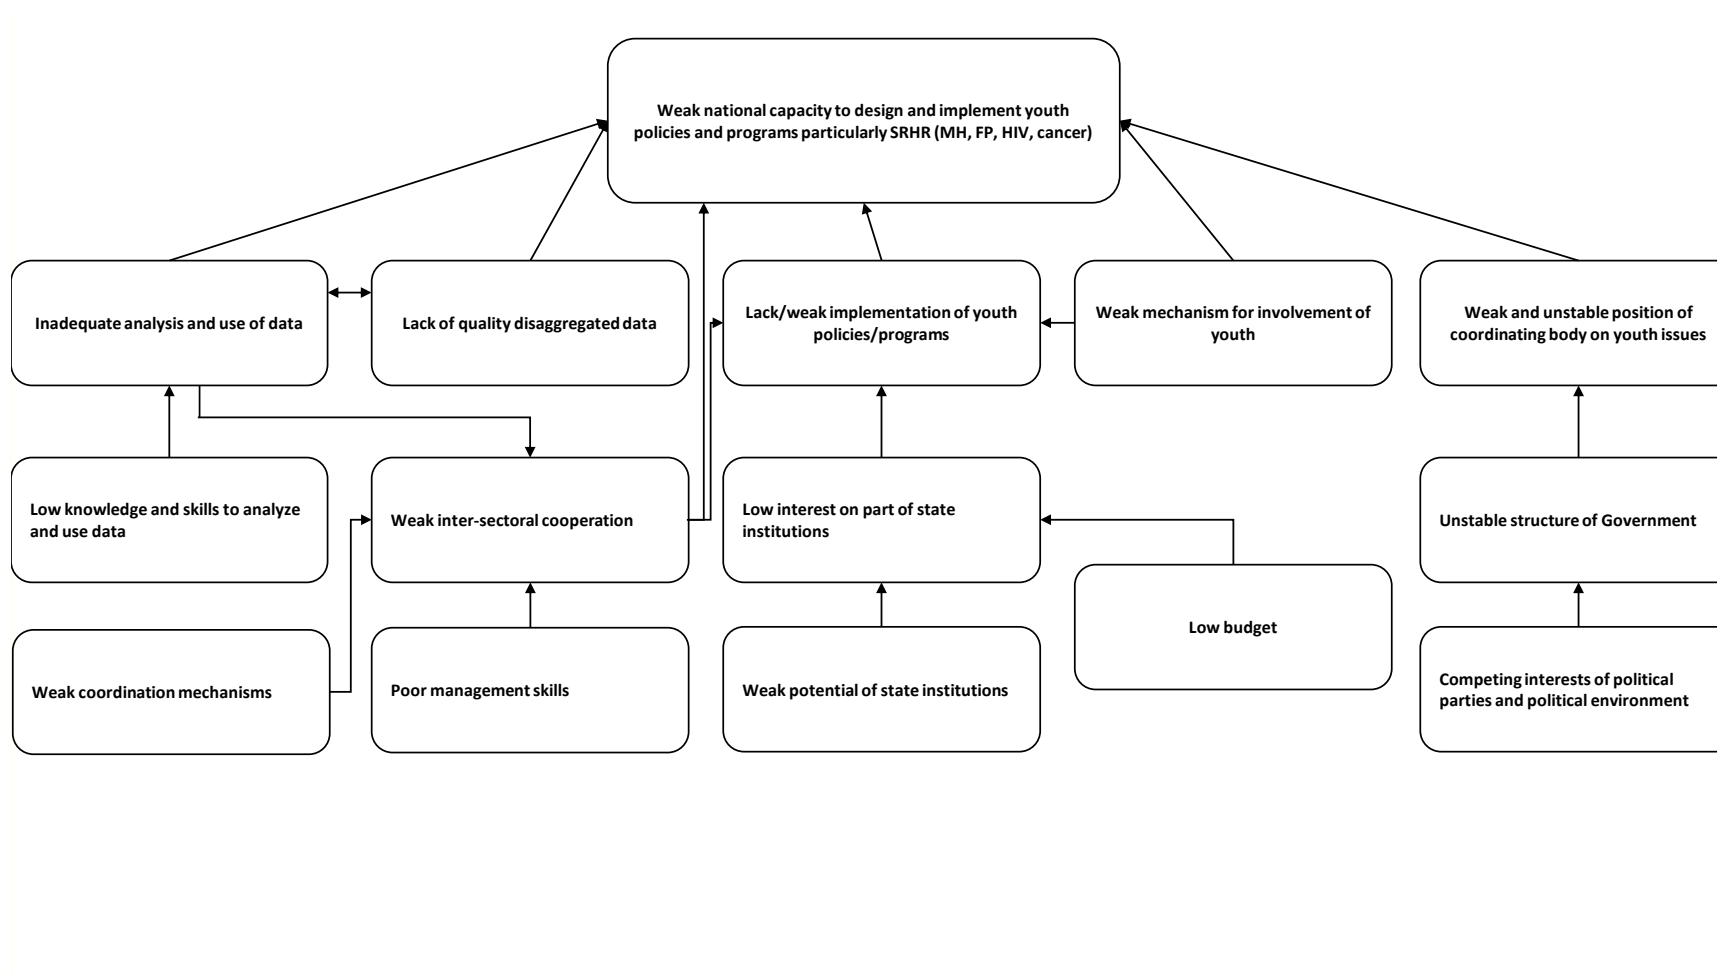 Weak national capacity to design and implement youth
policies and programs particularly SRHR (MH, FP, HIV, cancer)
Inadequate analysis and use of data
Lack of quality disaggregated data
Lack/weak implementation of youth
policies/programs
Weak mechanism for involvement of
youth
Weak and unstable position of
coordinating body on youth issues
Low knowledge and skills to analyze
and use data
Weak inter-sectoral cooperation
Low interest on part of state
institutions
Unstable structure of Government
Low budget
Weak coordination mechanisms
Poor management skills
Weak potential of state institutions
Competing interests of political
parties and political environment